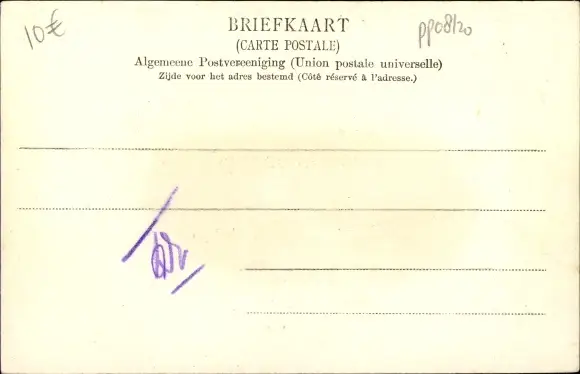 10€
BRIEFKAART
pp08/20
(CARTE POSTALE)
Algemeene Postvereeniging (Union postale universelle)
Zijde voor het adres bestemd (Côté réservé à l'adresse.)